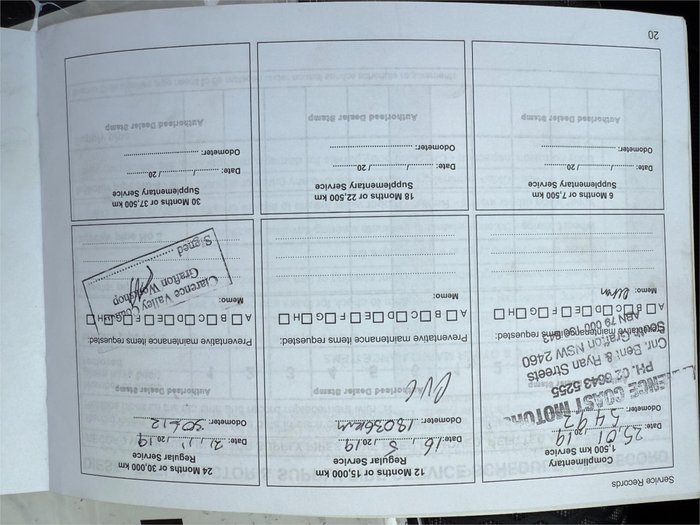 Service Records
Complimentary
1,500 km Service
Date: 25/01/2019
Odometer: 5492
ENCE COAST MOTORS
PH. 02 6643 5255
Cnr. Bent & Ryan Streets
South Grafton NSW 2460
ABN 79 000 196 843
Preventative maintenance items requested:
A B C D E F G H
Memo:
12 Months or 15,000 km
Regular Service
Date: 16/5/2019
Odometer: 18036km
Authorised Dealer Stamp
CVC
Preventative maintenance items requested:
A B C D E F G H
Memo:
24 Months or 30,000 km
Regular Service
Date: 21/11/2019
Odometer: 30612
Authorised Dealer Stamp
Preventative maintenance items requested:
A B C D E F G H
Memo:
Clarence Valley Council
Grafton Workshop
Signed
6 Months or 7,500 km
Supplementary Service
Date: ......../......../20........
Odometer: ........................
Authorised Dealer Stamp
18 Months or 22,500 km
Supplementary Service
Date: ......../......../20........
Odometer: ........................
Authorised Dealer Stamp
30 Months or 37,500 km
Supplementary Service
Date: ......../......../20........
Odometer: ........................
Authorised Dealer Stamp
20